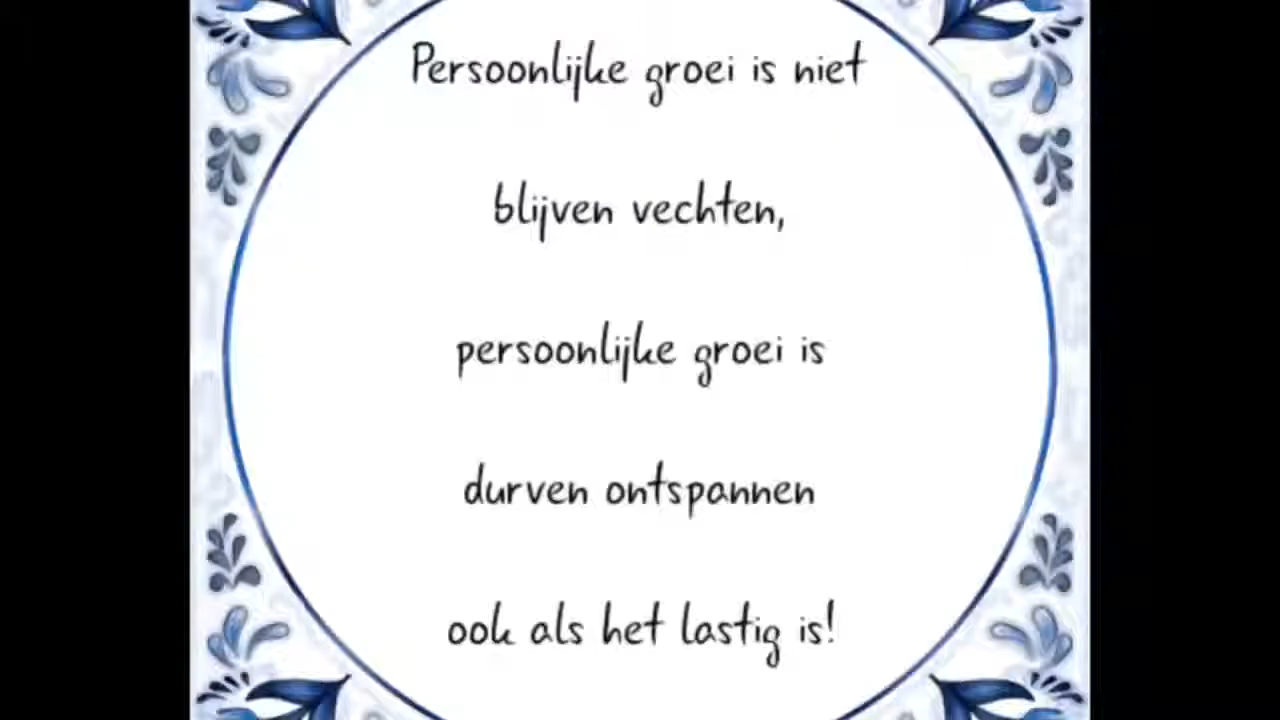 Persoonlijke groei is niet
blijven vechten,
persoonlijke groei is
durven ontspannen
ook als het lastig is!